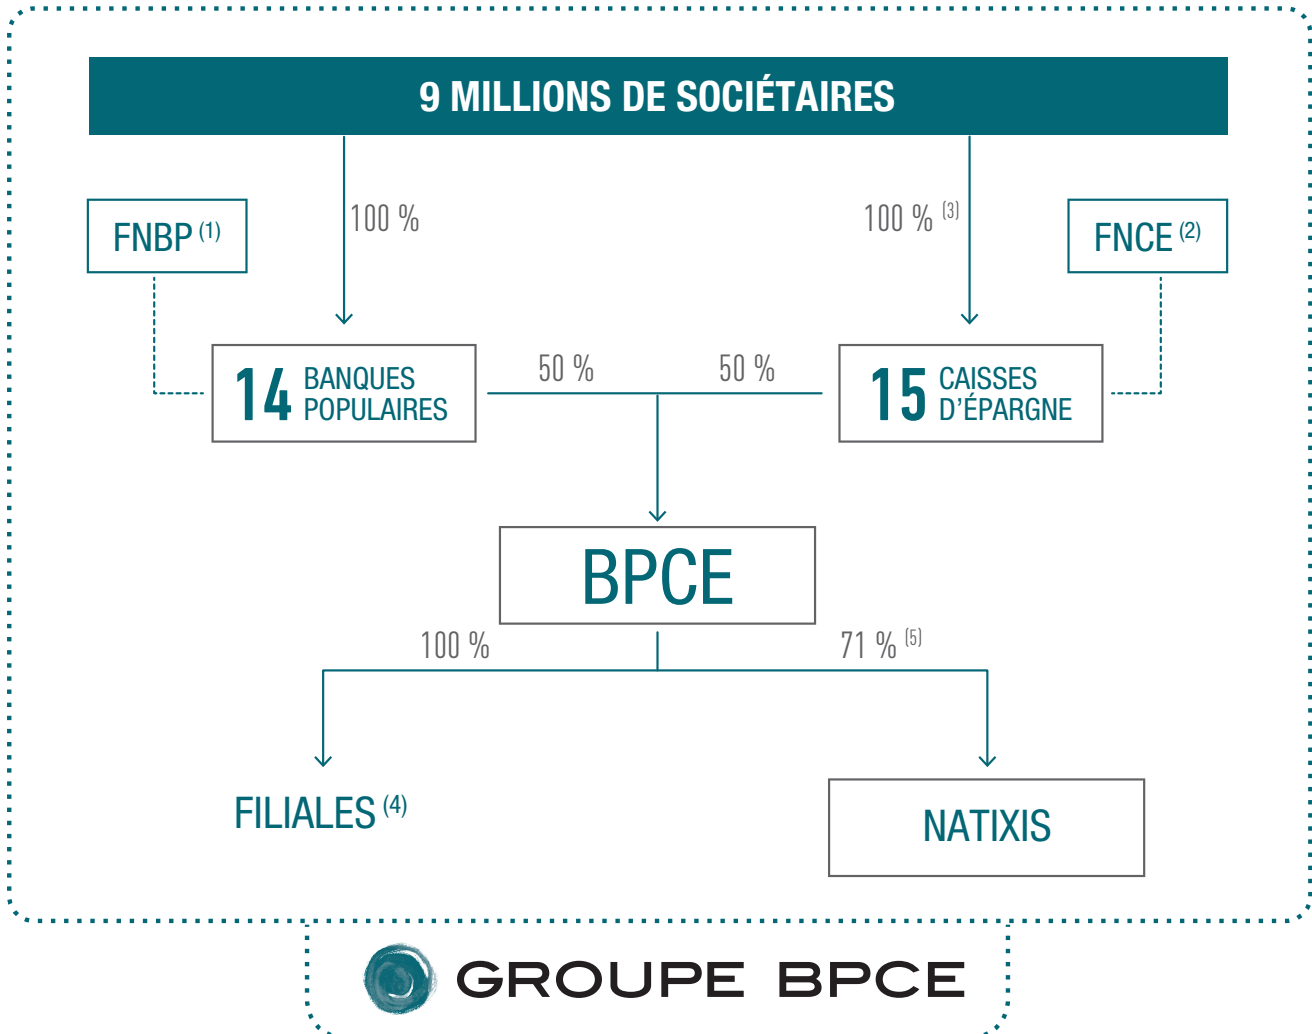 9 MILLIONS DE SOCIÉTAIRES
100 %
100 % (3)
FNBP (1)
FNCE (2)
14 BANQUES
POPULAIRES
50 %
50 %
15 CAISSES
D'ÉPARGNE
BPCE
100 %
71 % (5)
FILIALES (4)
NATIXIS
GROUPE BPCE